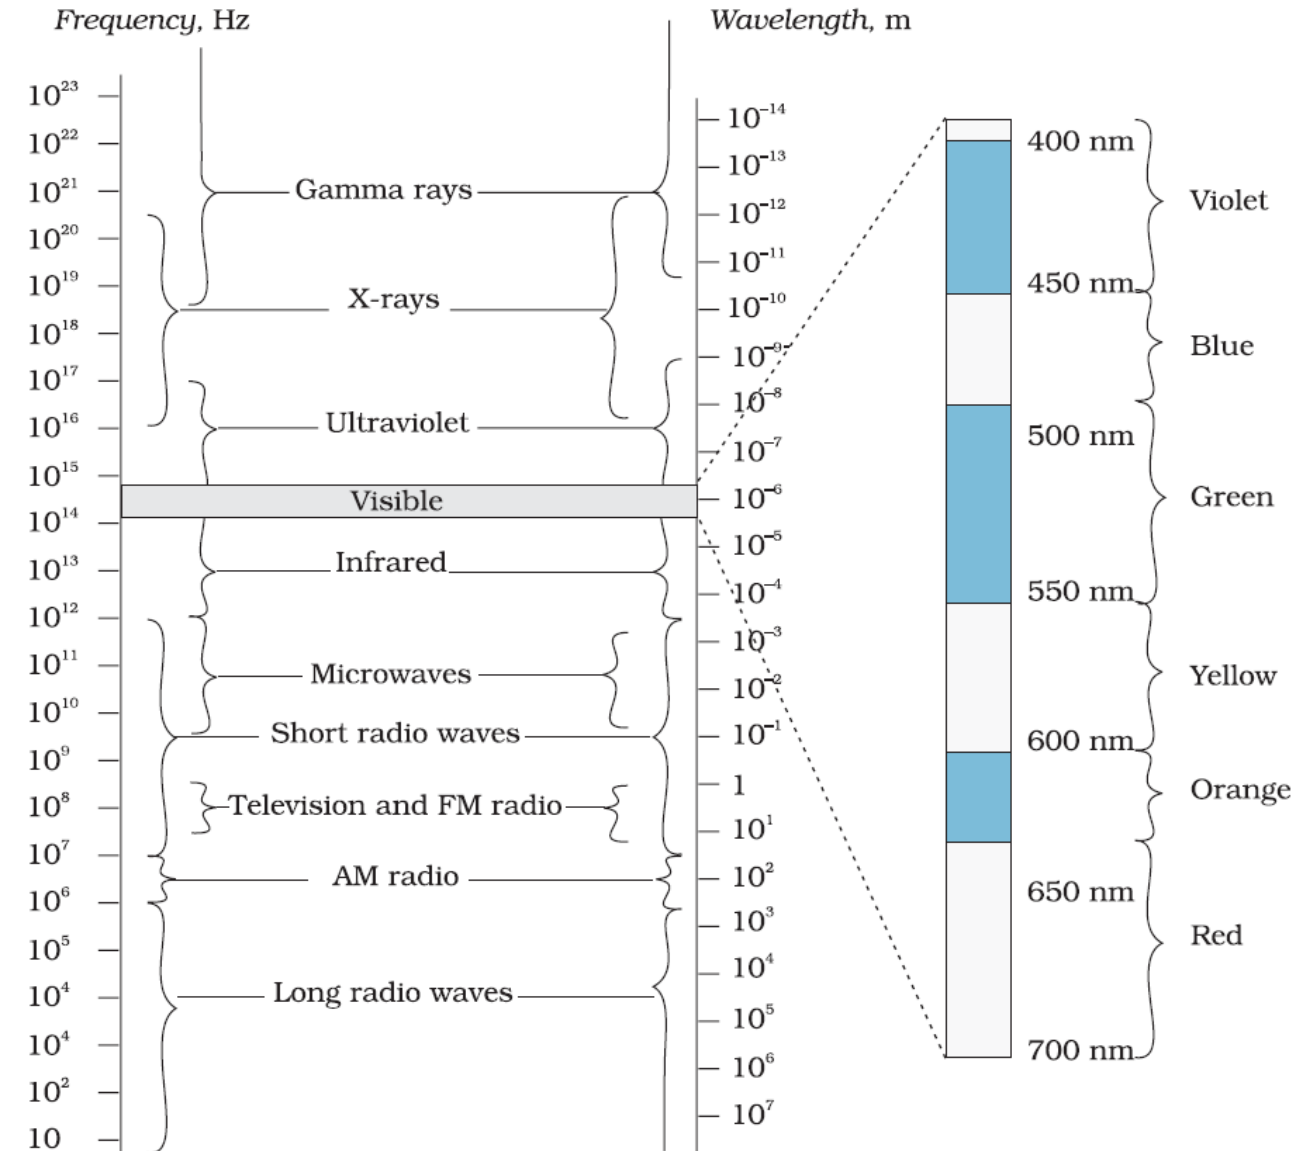 Frequency, Hz
Wavelength, m
10²³
10²²
10²¹
10²⁰
10¹⁹
10¹⁸
10¹⁷
10¹⁶
10¹⁵
10¹⁴
10¹³
10¹²
10¹¹
10¹⁰
10⁹
10⁸
10⁷
10⁶
10⁵
10⁴
10⁴
10²
10
Gamma rays
X-rays
Ultraviolet
Visible
Infrared
Microwaves
Short radio waves
Television and FM radio
AM radio
Long radio waves
10⁻¹⁴
10⁻¹³
10⁻¹²
10⁻¹¹
10⁻¹⁰
10⁻⁹
10⁻⁸
10⁻⁷
10⁻⁶
10⁻⁵
10⁻⁴
10⁻³
10⁻²
10⁻¹
1
10¹
10²
10³
10⁴
10⁵
10⁶
10⁷
400 nm
450 nm
500 nm
550 nm
600 nm
650 nm
700 nm
Violet
Blue
Green
Yellow
Orange
Red